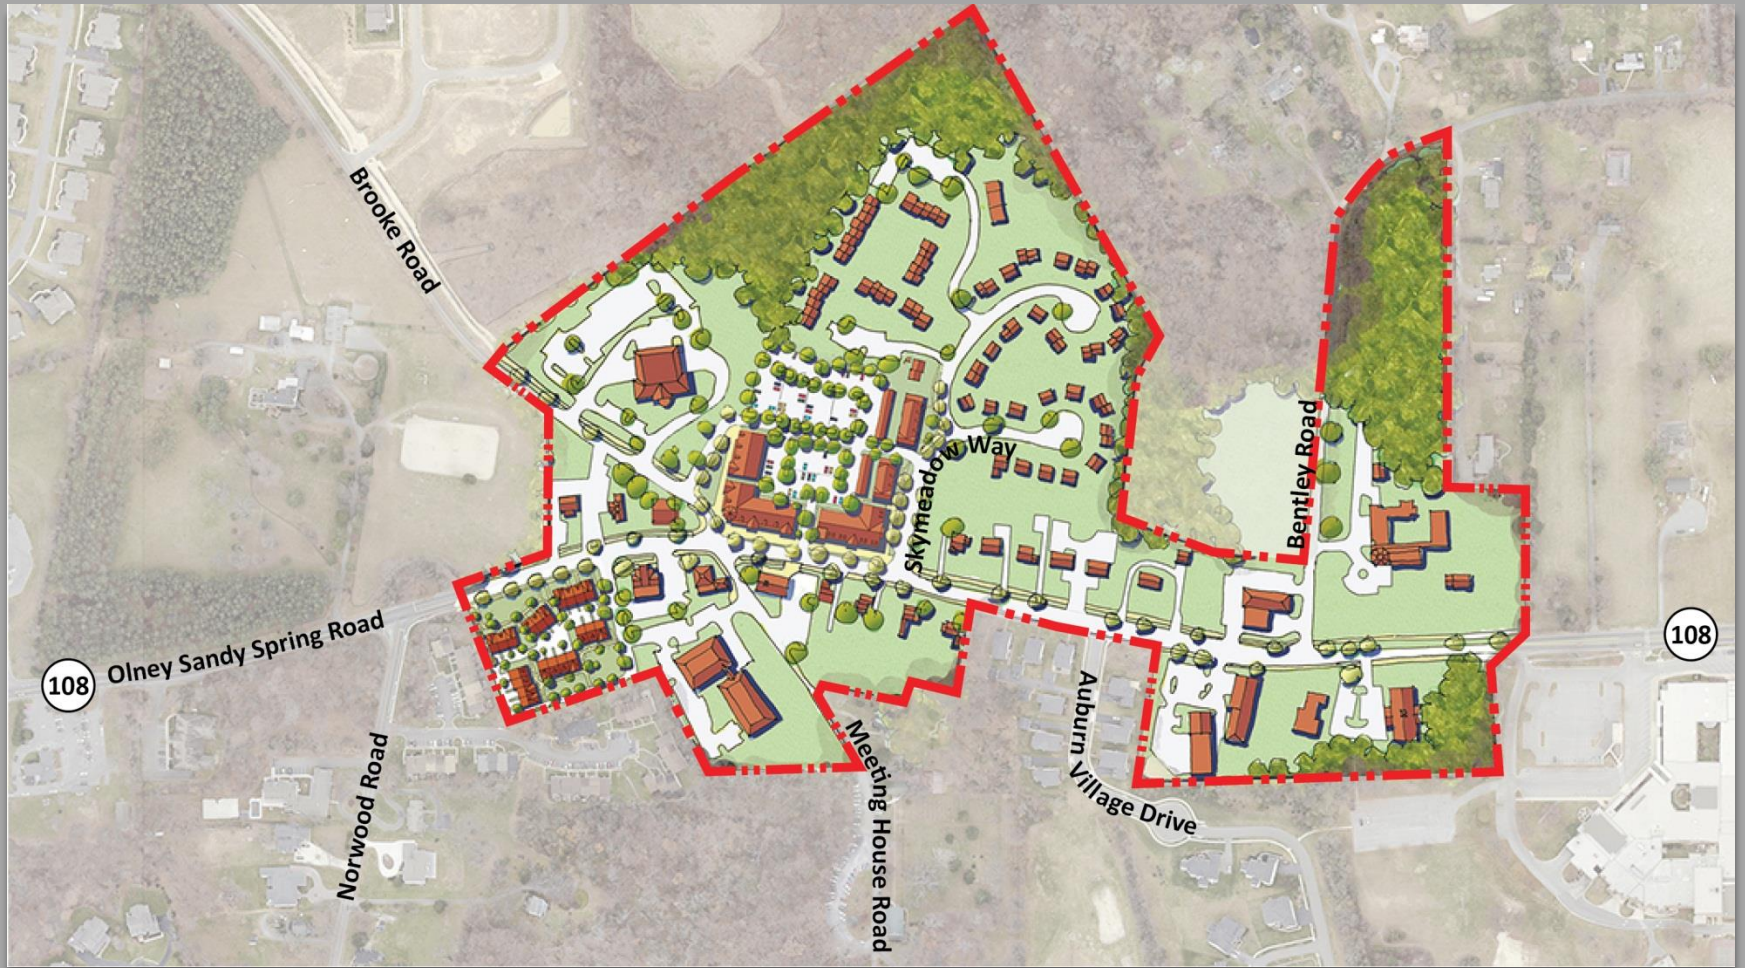 Brooke Road
Skymeadow Way
Bentley Road
108
Olney Sandy Spring Road
108
Norwood Road
Meeting House Road
Auburn Village Drive